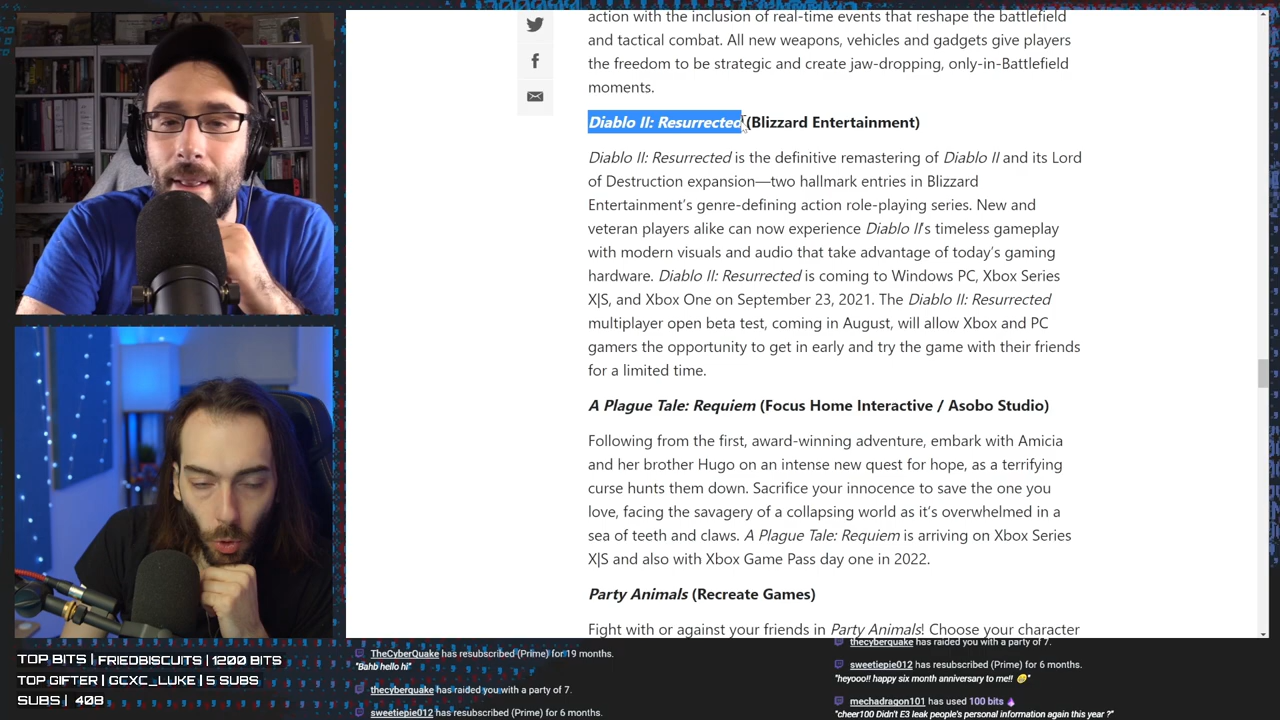 action with the inclusion of real-time events that reshape the battlefield
and tactical combat. All new weapons, vehicles and gadgets give players
the freedom to be strategic and create jaw-dropping, only-in-Battlefield
moments.
Diablo II: Resurrected (Blizzard Entertainment)
Diablo II: Resurrected is the definitive remastering of Diablo II and its Lord
of Destruction expansion—two hallmark entries in Blizzard
Entertainment's genre-defining action role-playing series. New and
veteran players alike can now experience Diablo II's timeless gameplay
with modern visuals and audio that take advantage of today's gaming
hardware. Diablo II: Resurrected is coming to Windows PC, Xbox Series
X|S, and Xbox One on September 23, 2021. The Diablo II: Resurrected
multiplayer open beta test, coming in August, will allow Xbox and PC
gamers the opportunity to get in early and try the game with their friends
for a limited time.
A Plague Tale: Requiem (Focus Home Interactive / Asobo Studio)
Following from the first, award-winning adventure, embark with Amicia
and her brother Hugo on an intense new quest for hope, as a terrifying
curse hunts them down. Sacrifice your innocence to save the one you
love, facing the savagery of a collapsing world as it's overwhelmed in a
sea of teeth and claws. A Plague Tale: Requiem is arriving on Xbox Series
X|S and also with Xbox Game Pass day one in 2022.
Party Animals (Recreate Games)
Fight with or against your friends in Party Animals! Choose your character
TOP BITS | FRIEDBISCUITS | 1200 BITS
TOP GIFTER | GCXC_LUKE | 5 SUBS
SUBS | 408
TheCyberQuake has resubscribed (Prime) for 19 months.
"Bahb hello hi"
thecyberquake has raided you with a party of 7.
sweetiepie012 has resubscribed (Prime) for 6 months.
thecyberquake has raided you with a party of 7.
sweetiepie012 has resubscribed (Prime) for 6 months.
"heyooo!! happy six month anniversary to me!!
mechadragon101 has used 100 bits
"cheer100 Didn't E3 leak people's personal information again this year ?"